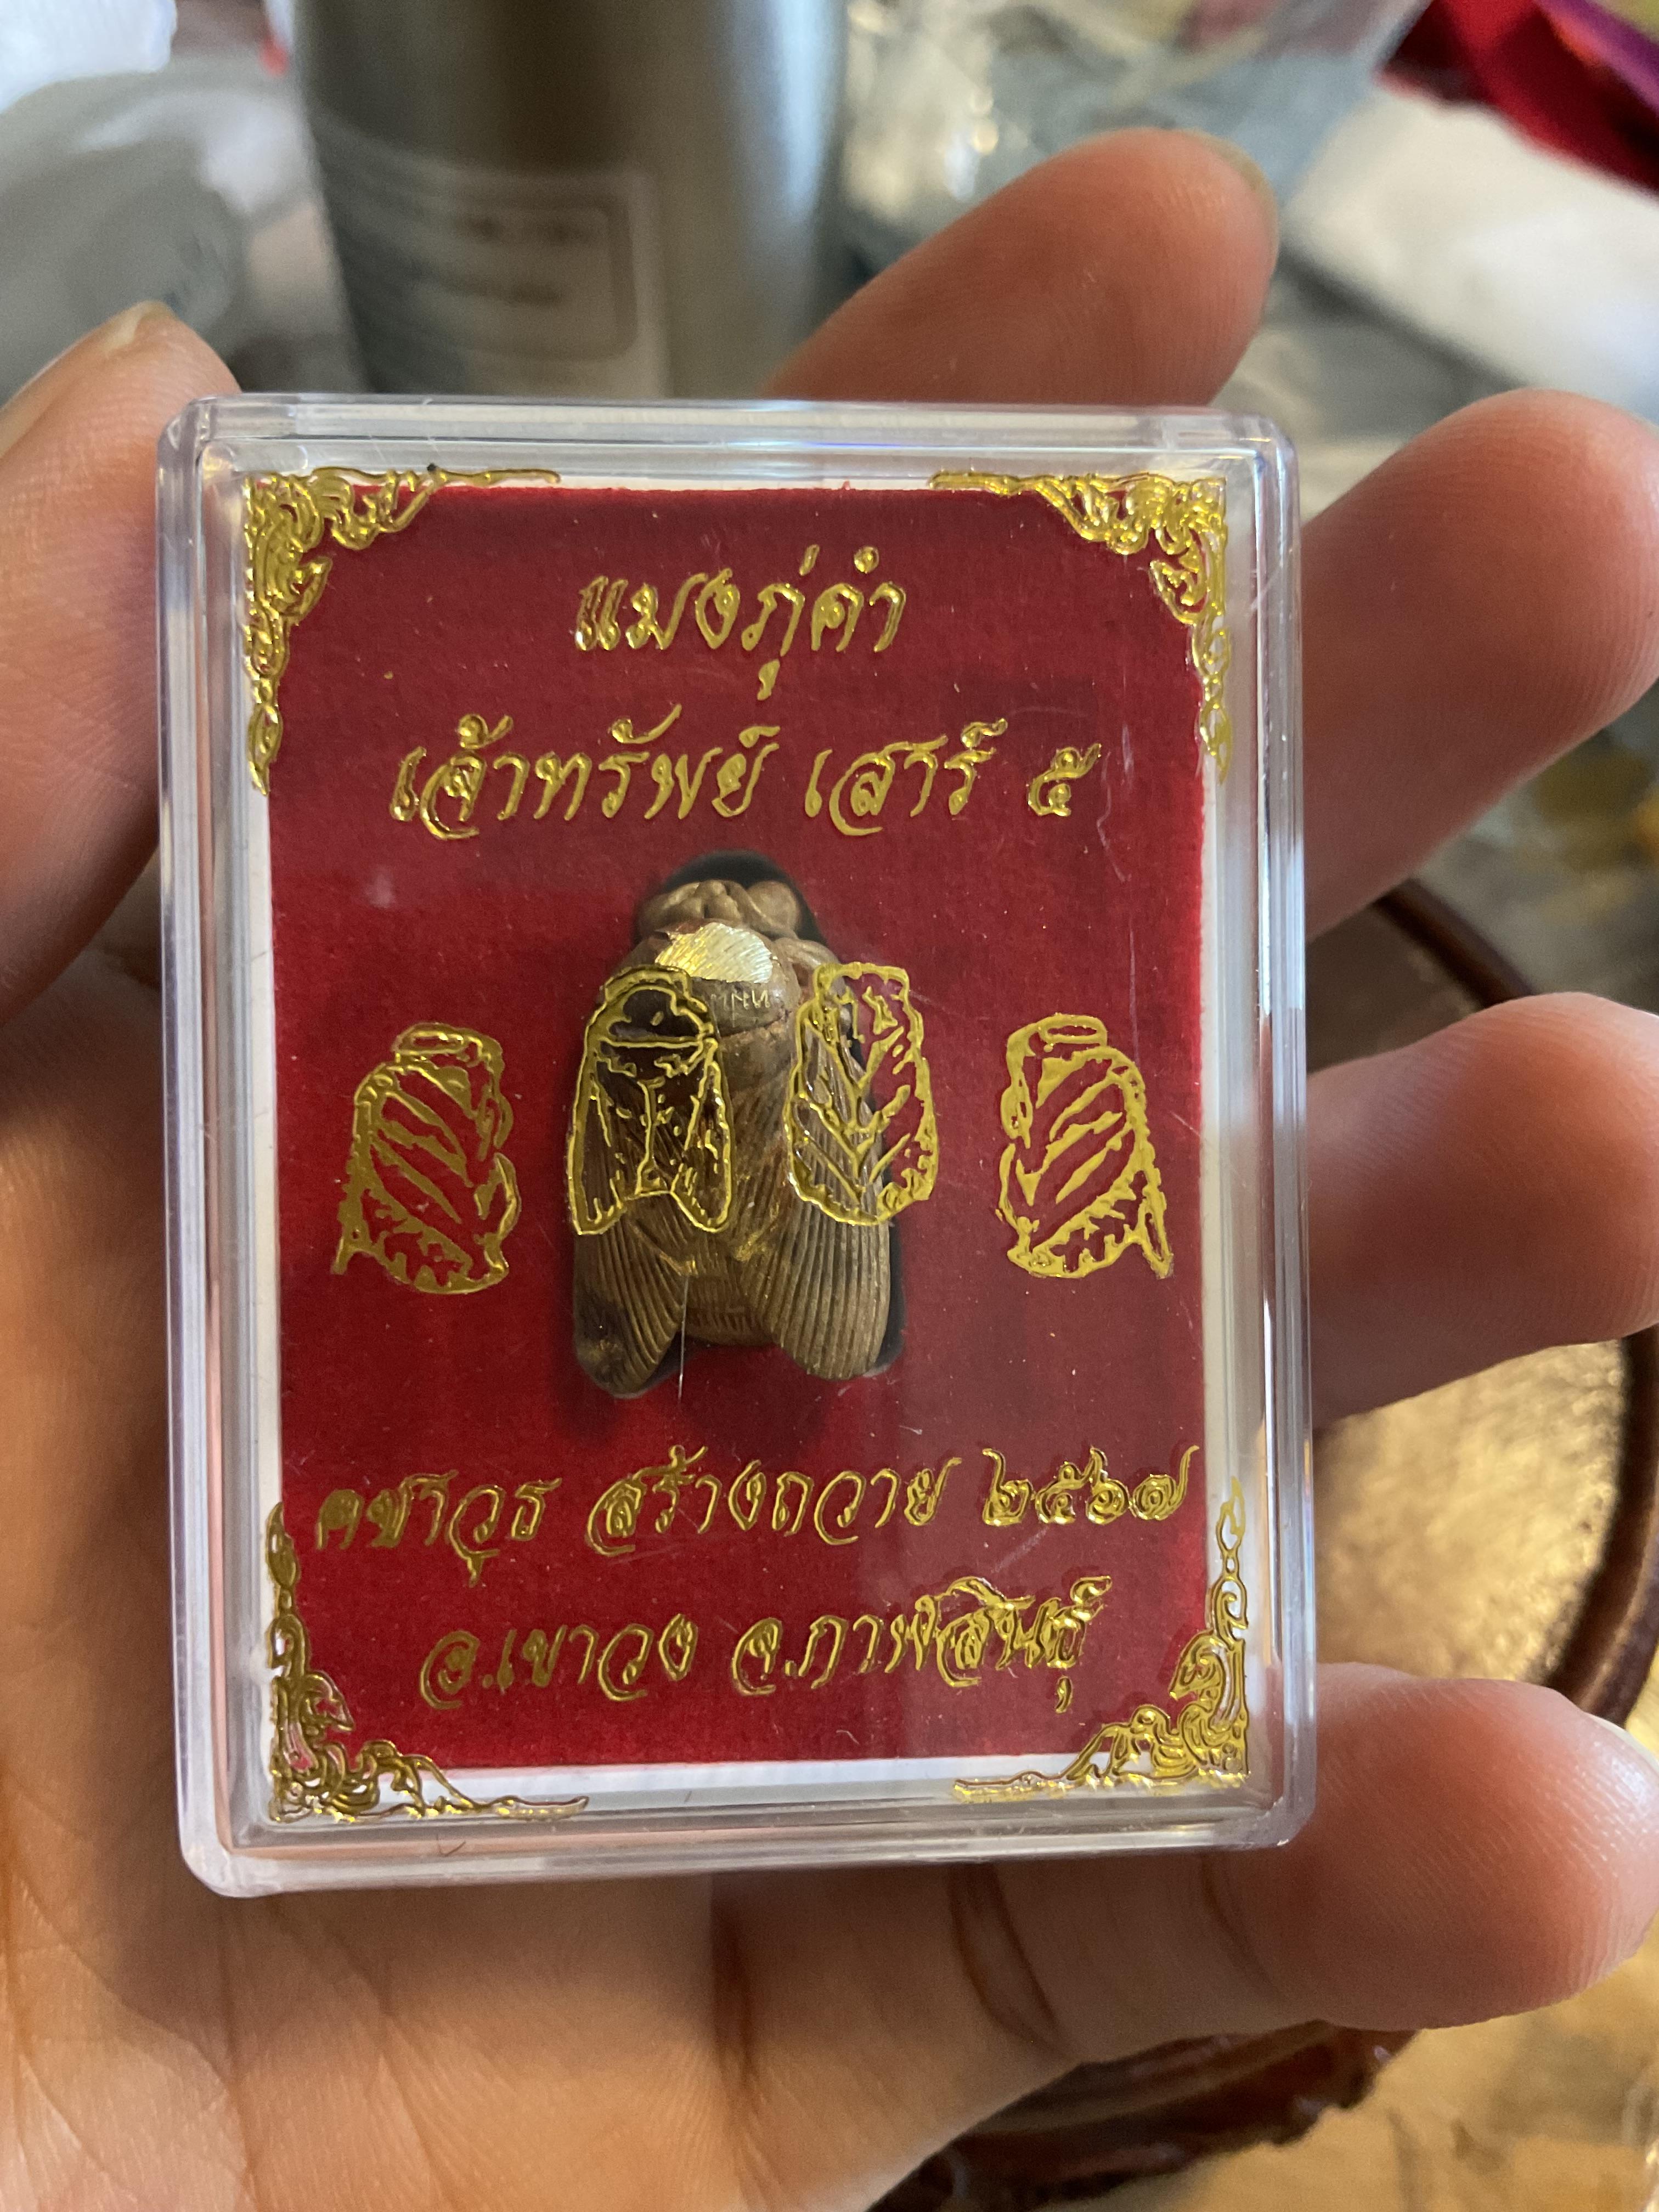 แมงภู่คำ
เจ้าทรัพย์ เสาร์ ๕
คชาวุธ สร้างถวาย ๒๕๖๗
อ.เขาวง จ.กาฬสินธุ์